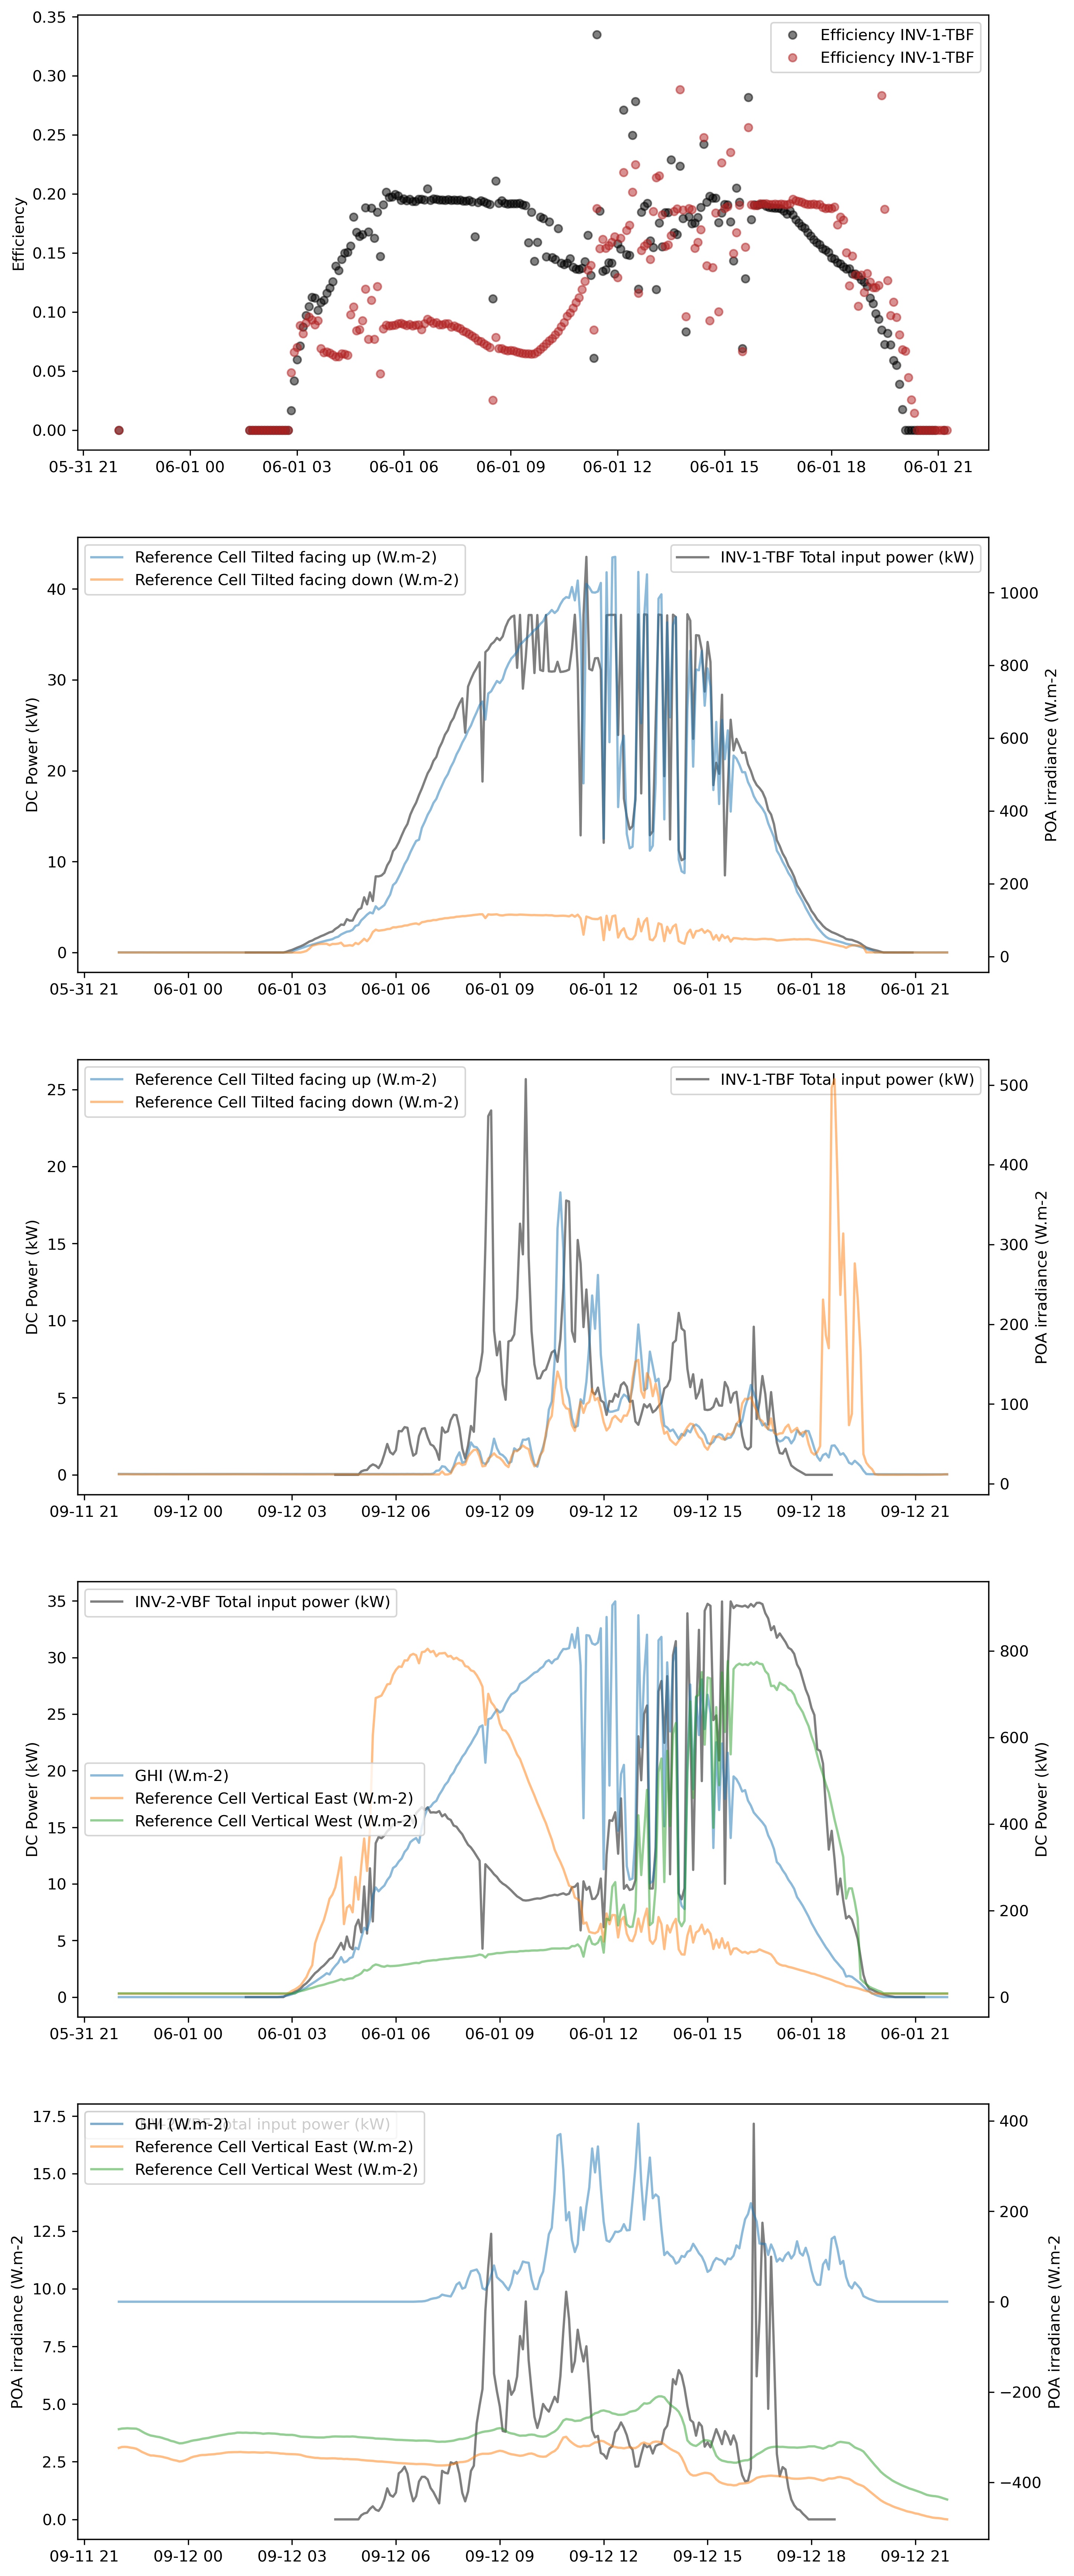 0.35
0.30
0.25
0.20
0.15
0.10
0.05
0.00
Efficiency
Efficiency INV-1-TBF
Efficiency INV-1-TBF
05-31 21 06-01 00 06-01 03 06-01 06 06-01 09 06-01 12 06-01 15 06-01 18 06-01 21
Reference Cell Tilted facing up (W.m-2)
Reference Cell Tilted facing down (W.m-2)
INV-1-TBF Total input power (kW)
40
30
20
10
0
DC Power (kW)
1000
800
600
400
200
0
POA irradiance (W.m-2
05-31 21 06-01 00 06-01 03 06-01 06 06-01 09 06-01 12 06-01 15 06-01 18 06-01 21
Reference Cell Tilted facing up (W.m-2)
Reference Cell Tilted facing down (W.m-2)
INV-1-TBF Total input power (kW)
25
20
15
10
5
0
DC Power (kW)
500
400
300
200
100
0
POA irradiance (W.m-2
09-11 21 09-12 00 09-12 03 09-12 06 09-12 09 09-12 12 09-12 15 09-12 18 09-12 21
INV-2-VBF Total input power (kW)
GHI (W.m-2)
Reference Cell Vertical East (W.m-2)
Reference Cell Vertical West (W.m-2)
35
30
25
20
15
10
5
0
DC Power (kW)
800
600
400
200
0
DC Power (kW)
05-31 21 06-01 00 06-01 03 06-01 06 06-01 09 06-01 12 06-01 15 06-01 18 06-01 21
GHI (W.m-2) Total input power (kW)
Reference Cell Vertical East (W.m-2)
Reference Cell Vertical West (W.m-2)
17.5
15.0
12.5
10.0
7.5
5.0
2.5
0.0
POA irradiance (W.m-2
400
200
0
−200
−400
POA irradiance (W.m-2
09-11 21 09-12 00 09-12 03 09-12 06 09-12 09 09-12 12 09-12 15 09-12 18 09-12 21